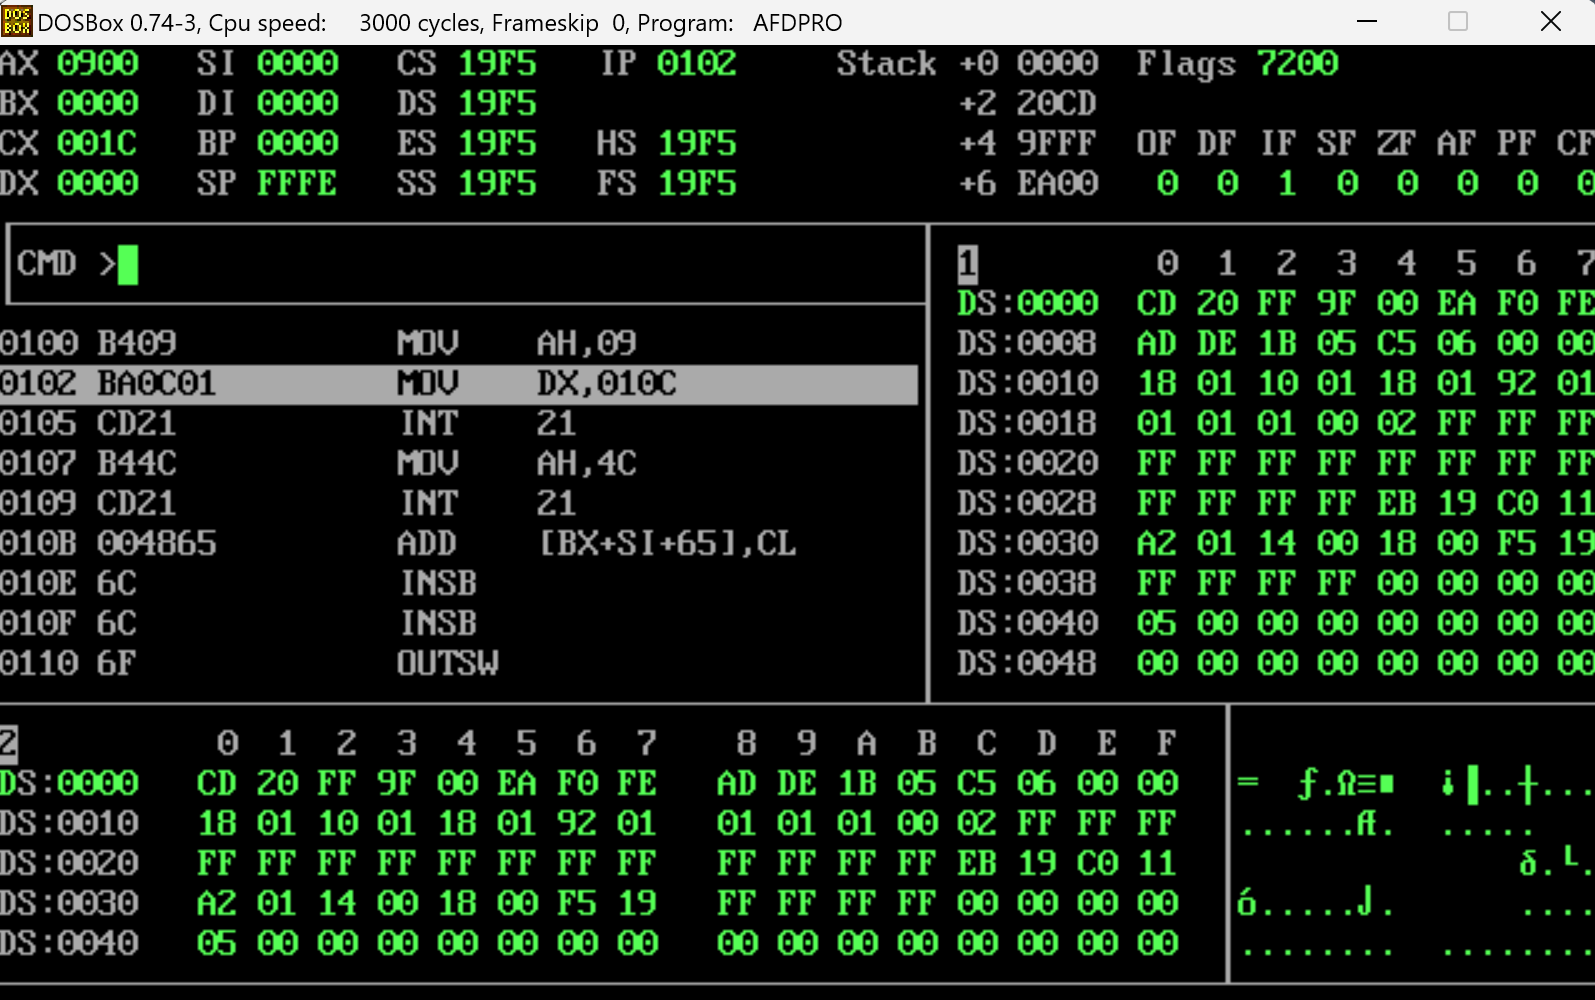 DOSBox 0.74-3, Cpu speed: 3000 cycles, Frameskip 0, Program: AFDPRO
AX 0900 SI 0000 CS 19F5 IP 0102 Stack +0 0000 Flags 7200
BX 0000 DI 0000 DS 19F5 +2 20CD
CX 001C BP 0000 ES 19F5 HS 19F5 +4 9FFF OF DF IF SF ZF AF PF CF
DX 0000 SP FFFE SS 19F5 FS 19F5 +6 EA00 0 0 1 0 0 0 0 0
CMD >
0100 B409 MOV AH,09
0102 BA0C01 MOV DX,010C
0105 CD21 INT 21
0107 B44C MOV AH,4C
0109 CD21 INT 21
010B 004865 ADD [BX+SI+65],CL
010E 6C INSB
010F 6C INSB
0110 6F OUTSW
1 0 1 2 3 4 5 6 7
DS:0000 CD 20 FF 9F 00 EA F0 FE
DS:0008 AD DE 1B 05 C5 06 00 00
DS:0010 18 01 10 01 18 01 92 01
DS:0018 01 01 01 00 02 FF FF FF
DS:0020 FF FF FF FF FF FF FF FF
DS:0028 FF FF FF FF EB 19 C0 11
DS:0030 A2 01 14 00 18 00 F5 19
DS:0038 FF FF FF FF 00 00 00 00
DS:0040 05 00 00 00 00 00 00 00
DS:0048 00 00 00 00 00 00 00 00
2 0 1 2 3 4 5 6 7 8 9 A B C D E F
DS:0000 CD 20 FF 9F 00 EA F0 FE AD DE 1B 05 C5 06 00 00 = ƒ.Ω≡■ ¡▐..┼...
DS:0010 18 01 10 01 18 01 92 01 01 01 01 00 02 FF FF FF ......Æ. .....
DS:0020 FF FF FF FF FF FF FF FF FF FF FF FF EB 19 C0 11 δ.└.
DS:0030 A2 01 14 00 18 00 F5 19 FF FF FF FF 00 00 00 00 ó.....⌡. ....
DS:0040 05 00 00 00 00 00 00 00 00 00 00 00 00 00 00 00 ........ ........